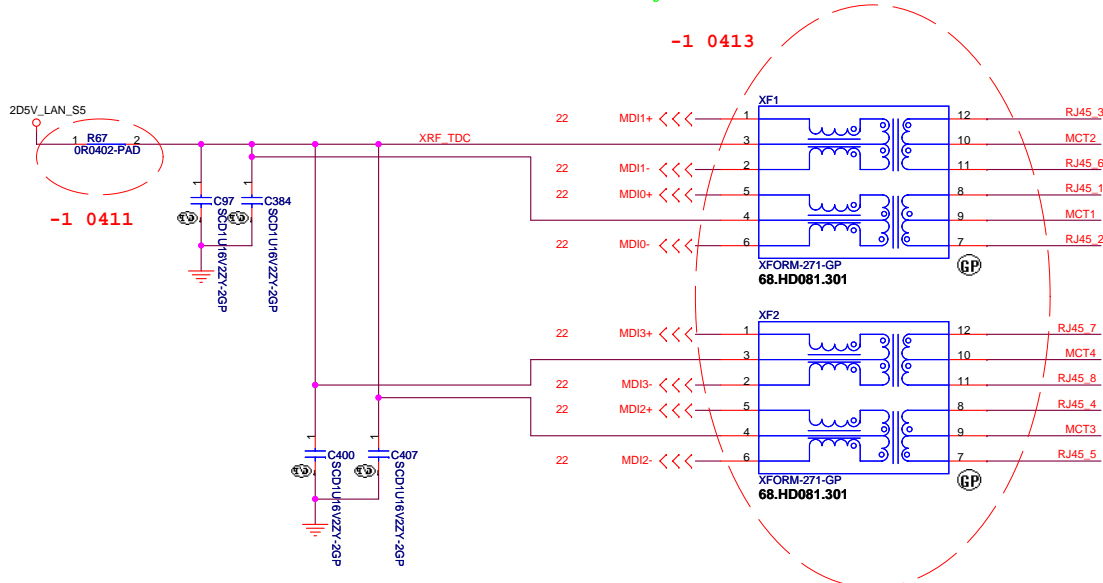 -1 0413
2D5V_LAN_S5
1 R67 2
0R0402-PAD
-1 0411
XRF_TDC
1
C97
SCD1U16V2ZY-2GP
1
C384
SCD1U16V2ZY-2GP
1
C400
SCD1U16V2ZY-2GP
1
C407
SCD1U16V2ZY-2GP
XF1
22 MDI1+ 1 12 RJ45_3
3 10 MCT2
22 MDI1- 2 11 RJ45_6
22 MDI0+ 5 8 RJ45_1
4 9 MCT1
22 MDI0- 6 7 RJ45_2
XFORM-271-GP
68.HD081.301
GP
XF2
22 MDI3+ 1 12 RJ45_7
3 10 MCT4
22 MDI3- 2 11 RJ45_8
22 MDI2+ 5 8 RJ45_4
4 9 MCT3
22 MDI2- 6 7 RJ45_5
XFORM-271-GP
68.HD081.301
GP